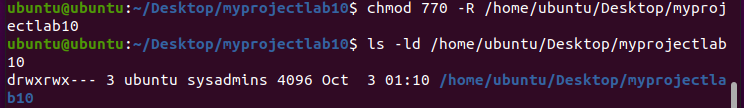 ubuntu@ubuntu:~/Desktop/myprojectlab10$ chmod 770 -R /home/ubuntu/Desktop/myproj
ectlab10
ubuntu@ubuntu:~/Desktop/myprojectlab10$ ls -ld /home/ubuntu/Desktop/myprojectlab
10
drwxrwx--- 3 ubuntu sysadmins 4096 Oct  3 01:10 /home/ubuntu/Desktop/myprojectla
b10